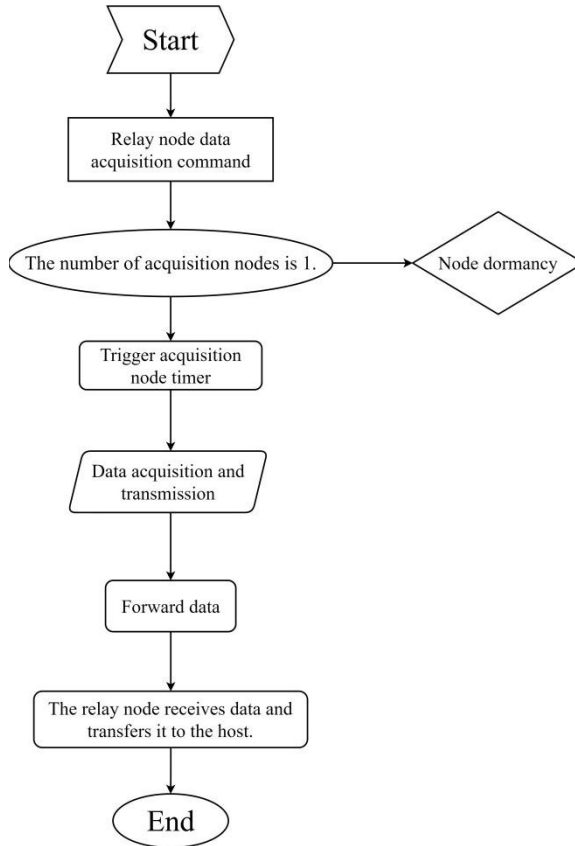 Start
Relay node data
acquisition command
The number of acquisition nodes is 1.
Node dormancy
Trigger acquisition
node timer
Data acquisition and
transmission
Forward data
The relay node receives data and
transfers it to the host.
End